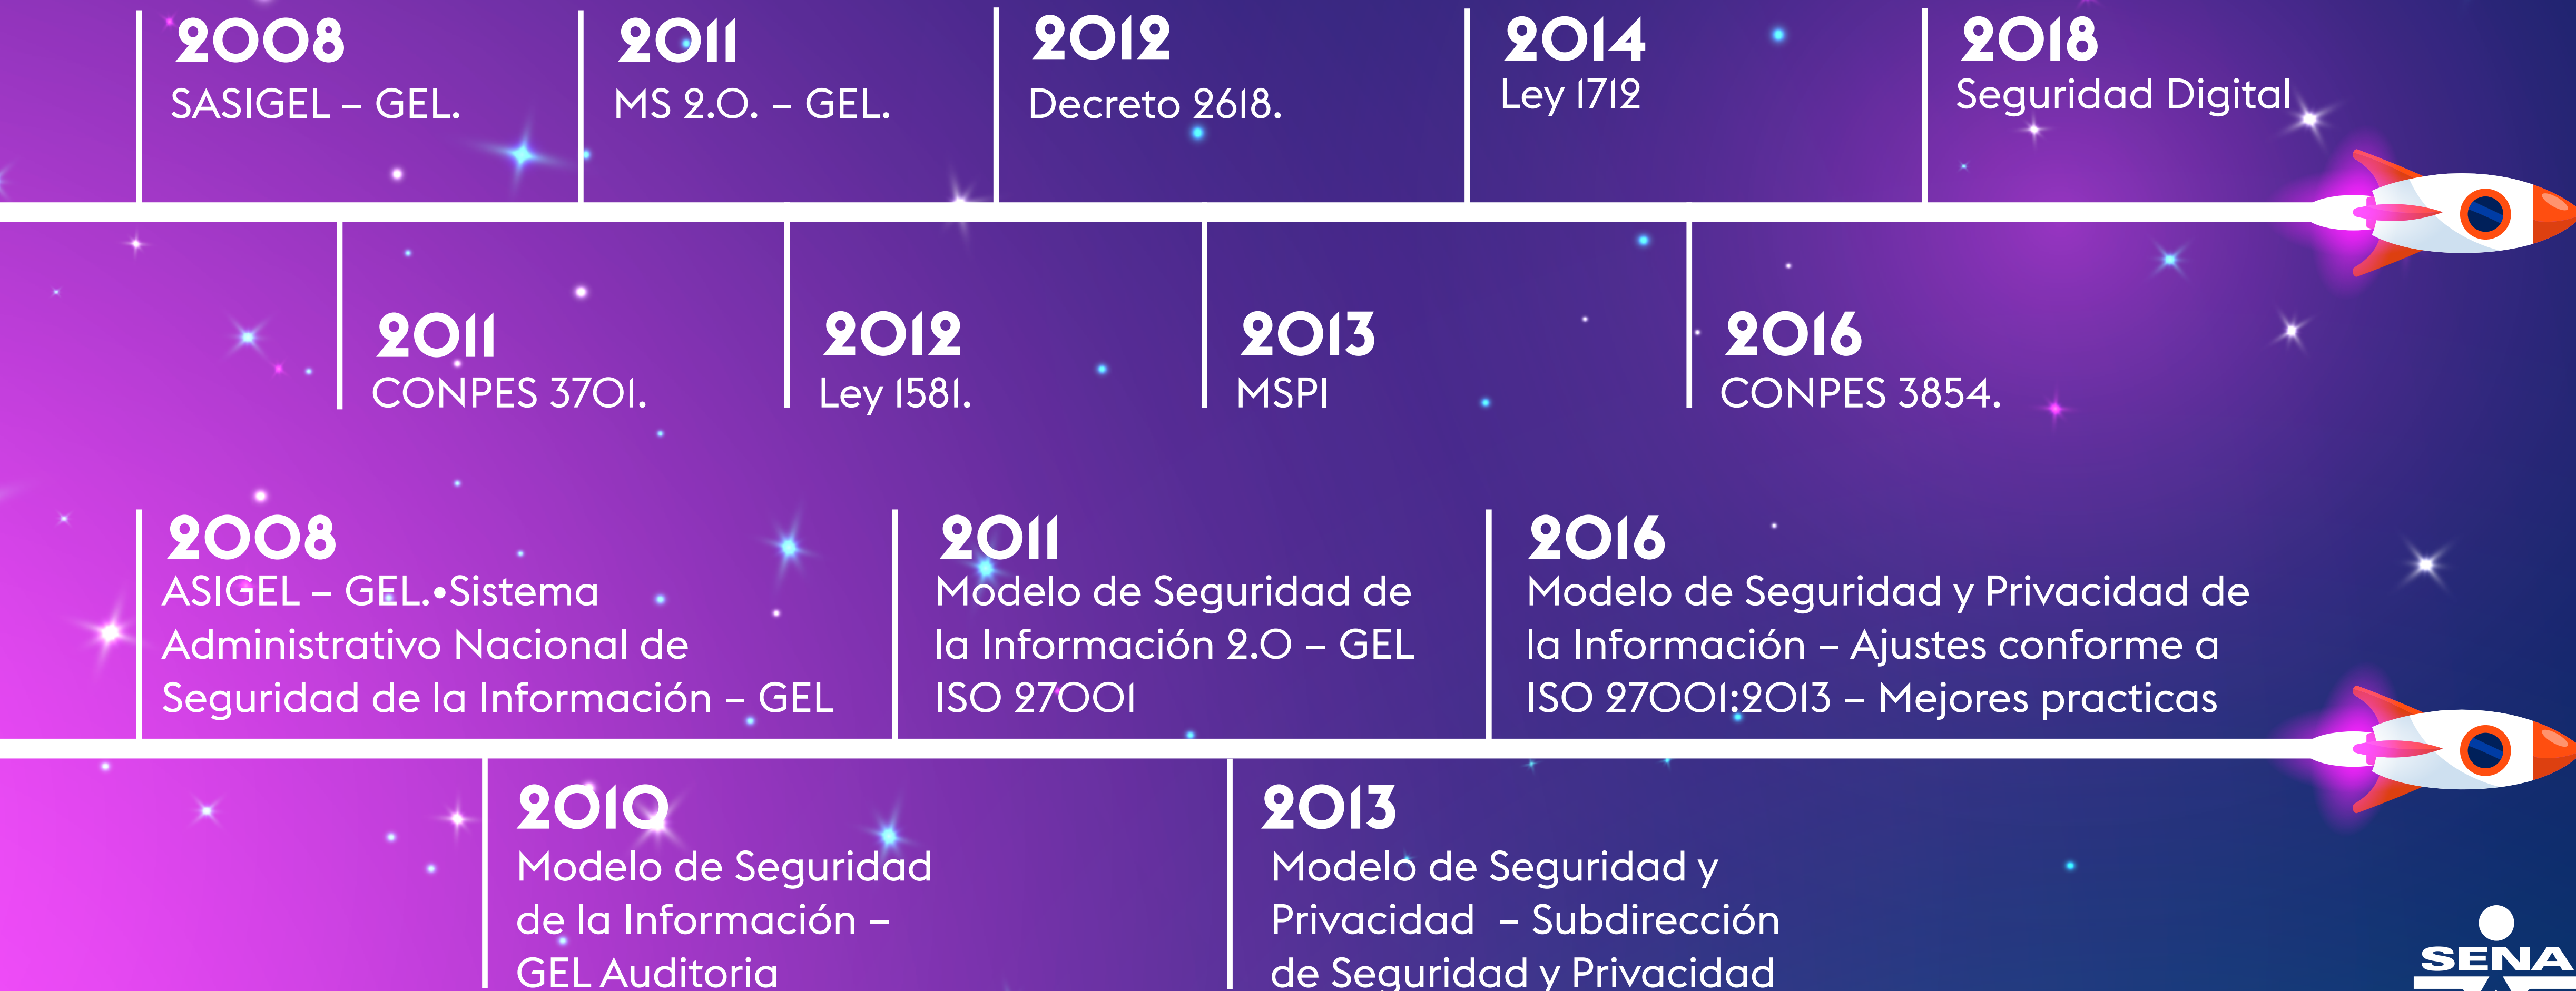 2008
SASIGEL – GEL.
2011
MS 2.0. – GEL.
2012
Decreto 2618.
2014
Ley 1712
2018
Seguridad Digital
2011
CONPES 3701.
2012
Ley 1581.
2013
MSPI
2016
CONPES 3854.
2008
ASIGEL – GEL.•Sistema
Administrativo Nacional de
Seguridad de la Información – GEL
2011
Modelo de Seguridad de
la Información 2.0 – GEL
ISO 27001
2016
Modelo de Seguridad y Privacidad de
la Información – Ajustes conforme a
ISO 27001:2013 – Mejores practicas
2010
Modelo de Seguridad
de la Información –
GEL Auditoria
2013
Modelo de Seguridad y
Privacidad – Subdirección
de Seguridad y Privacidad
SENA